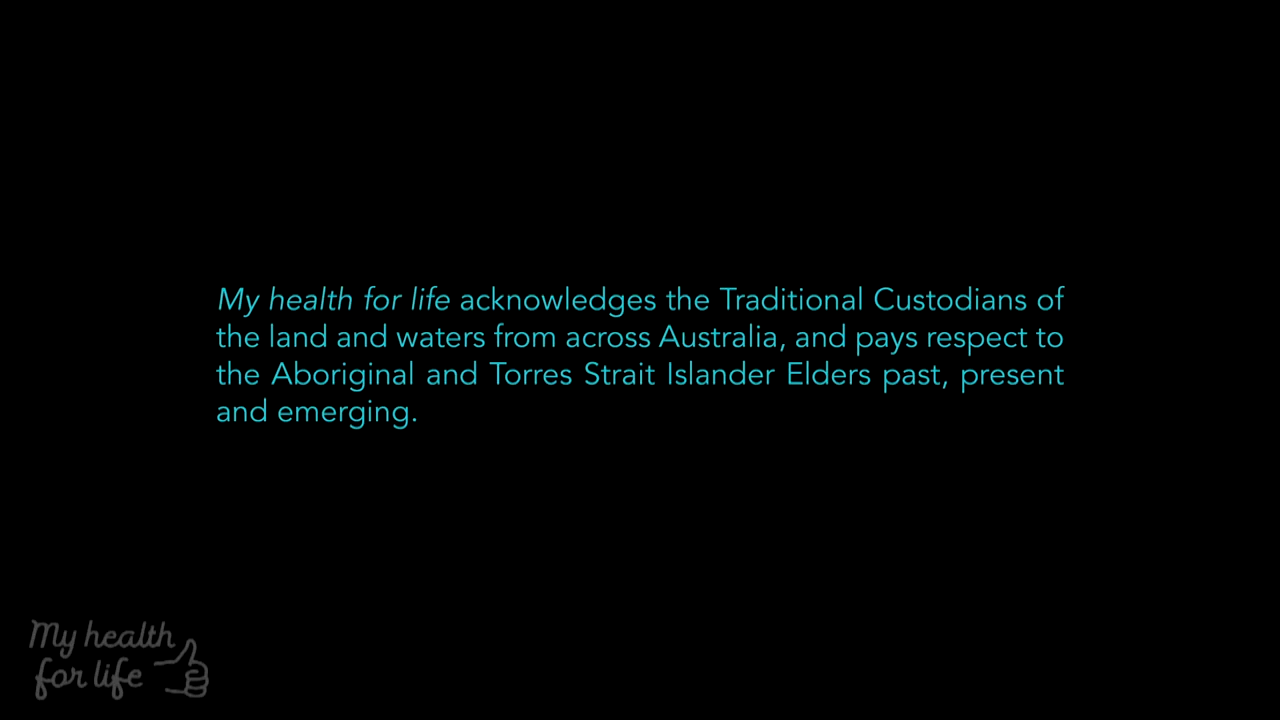 My health for life acknowledges the Traditional Custodians of
the land and waters from across Australia, and pays respect to
the Aboriginal and Torres Strait Islander Elders past, present
and emerging.
My health
for life